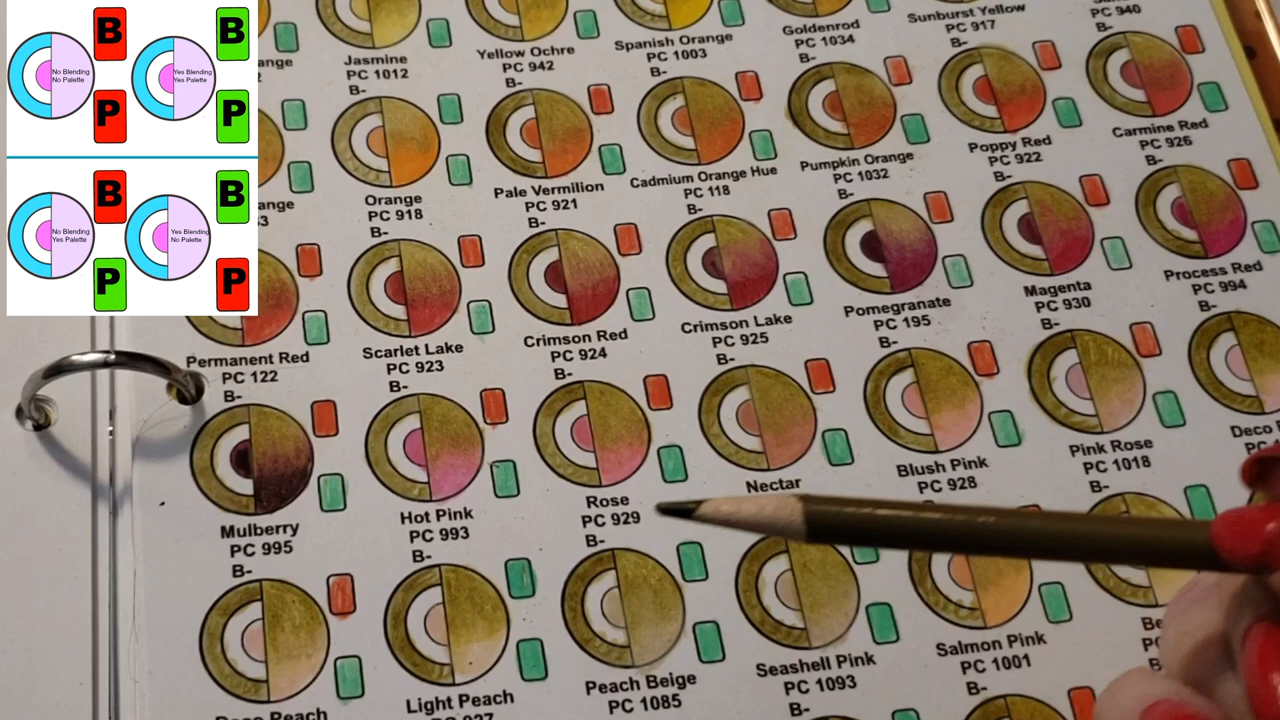 B
B
No Blending
No Palette
Yes Blending
Yes Palette
P
P
B
B
No Blending
Yes Palette
Yes Blending
No Palette
P
P
Jasmine
PC 1012
B-
Yellow Ochre
PC 942
B-
Spanish Orange
PC 1003
B-
Goldenrod
PC 1034
B-
Sunburst Yellow
PC 917
B-
PC 940
B-
Orange
PC 918
B-
Pale Vermilion
PC 921
B-
Cadmium Orange Hue
PC 118
B-
Pumpkin Orange
PC 1032
B-
Poppy Red
PC 922
B-
Carmine Red
PC 926
B-
Permanent Red
PC 122
B-
Scarlet Lake
PC 923
B-
Crimson Red
PC 924
B-
Crimson Lake
PC 925
B-
Pomegranate
PC 195
B-
Magenta
PC 930
B-
Process Red
PC 994
B-
Mulberry
PC 995
B-
Hot Pink
PC 993
B-
Rose
PC 929
B-
Nectar
Blush Pink
PC 928
Pink Rose
PC 1018
B-
Deco
Deco Peach
Light Peach
Peach Beige
PC 1085
Seashell Pink
PC 1093
B-
Salmon Pink
PC 1001
B-